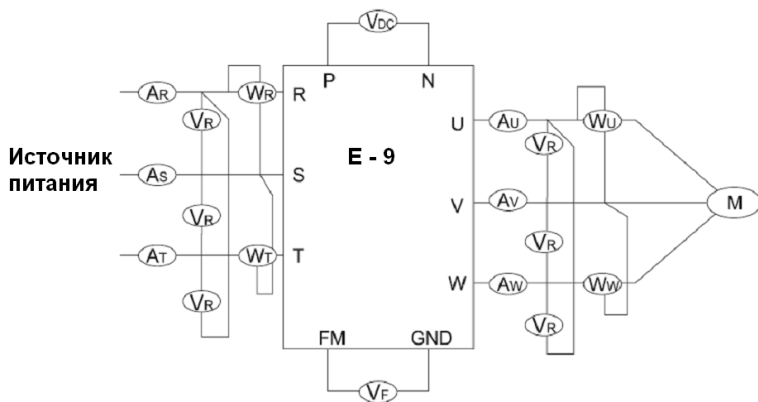 VDC
P N
AR WR R
VR
U AU WU
VR
Источник
питания
E - 9
AS S
V AV M
VR
VR
AT WT T
W AW WW
VR
VR
FM GND
VF